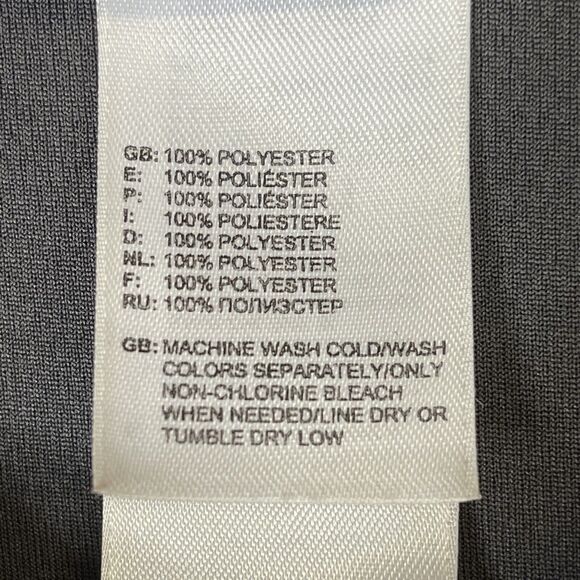 GB: 100% POLYESTER
E: 100% POLIÉSTER
P: 100% POLIÉSTER
I: 100% POLIESTERE
D: 100% POLYESTER
NL: 100% POLYESTER
F: 100% POLYESTER
RU: 100% ПОЛИЭСТЕР
GB: MACHINE WASH COLD/WASH
COLORS SEPARATELY/ONLY
NON-CHLORINE BLEACH
WHEN NEEDED/LINE DRY OR
TUMBLE DRY LOW